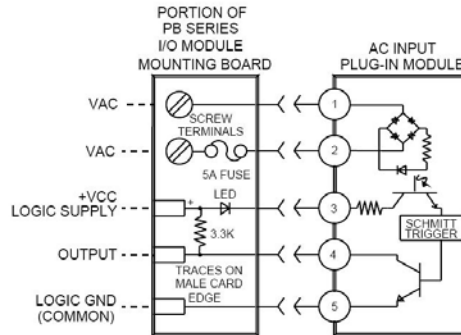 PORTION OF
PB SERIES
I/O MODULE
MOUNTING BOARD
AC INPUT
PLUG-IN MODULE
VAC
SCREW
TERMINALS
1
VAC
5A FUSE
2
+VCC
LOGIC SUPPLY
+
LED
3
3.3K
SCHMITT
TRIGGER
OUTPUT
4
TRACES ON
MALE CARD
EDGE
LOGIC GND
(COMMON)
5